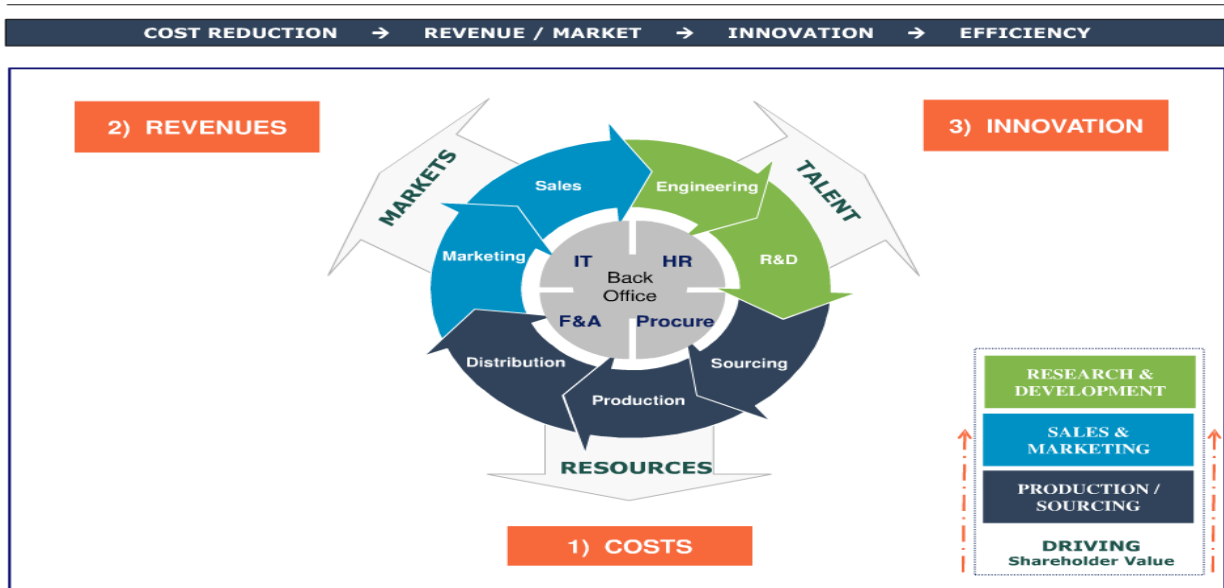 COST REDUCTION → REVENUE / MARKET → INNOVATION → EFFICIENCY
2) REVENUES
3) INNOVATION
MARKETS
TALENT
Sales
Engineering
Marketing
R&D
IT
HR
Back
Office
F&A
Procure
Distribution
Sourcing
Production
RESOURCES
1) COSTS
RESEARCH &
DEVELOPMENT
SALES &
MARKETING
PRODUCTION /
SOURCING
DRIVING
Shareholder Value